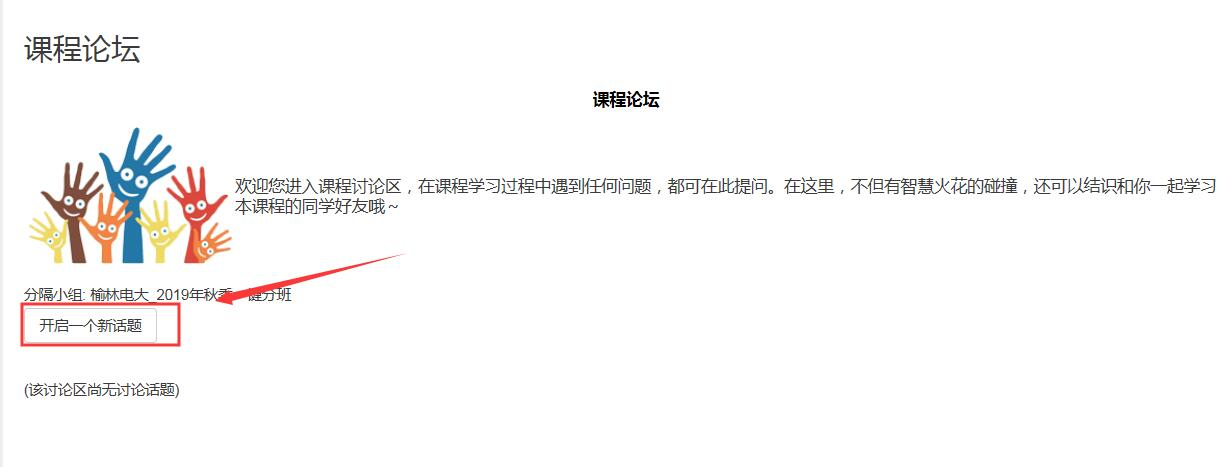 课程论坛
课程论坛
欢迎您进入课程讨论区，在课程学习过程中遇到任何问题，都可在此提问。在这里，不但有智慧火花的碰撞，还可以结识和你一起学习
本课程的同学好友哦～
分隔小组: 榆林电大_2019年秋季一键分班
开启一个新话题
(该讨论区尚无讨论话题)